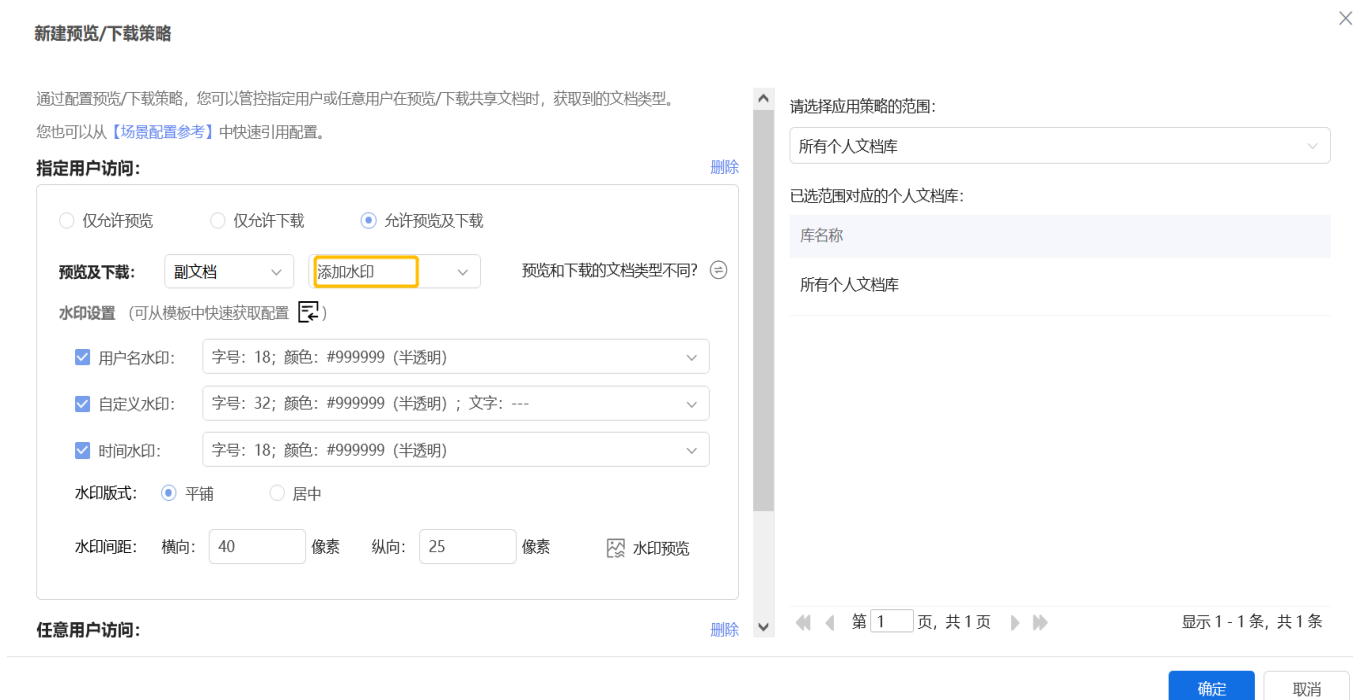 新建预览/下载策略
通过配置预览/下载策略，您可以管控指定用户或任意用户在预览/下载共享文档时，获取到的文档类型。
您也可以从【场景配置参考】中快速引用配置。
指定用户访问： 删除
仅允许预览 仅允许下载 允许预览及下载
预览及下载： 副文档 添加水印 预览和下载的文档类型不同？
水印设置 （可从模板中快速获取配置 ）
用户名水印： 字号：18；颜色：#999999（半透明）
自定义水印： 字号：32；颜色：#999999（半透明）；文字：---
时间水印： 字号：18；颜色：#999999（半透明）
水印版式： 平铺 居中
水印间距： 横向： 40 像素 纵向： 25 像素 水印预览
任意用户访问： 删除
请选择应用策略的范围：
所有个人文档库
已选范围对应的个人文档库：
库名称
所有个人文档库
第 1 页，共 1 页 显示 1 - 1 条，共 1 条
确定 取消